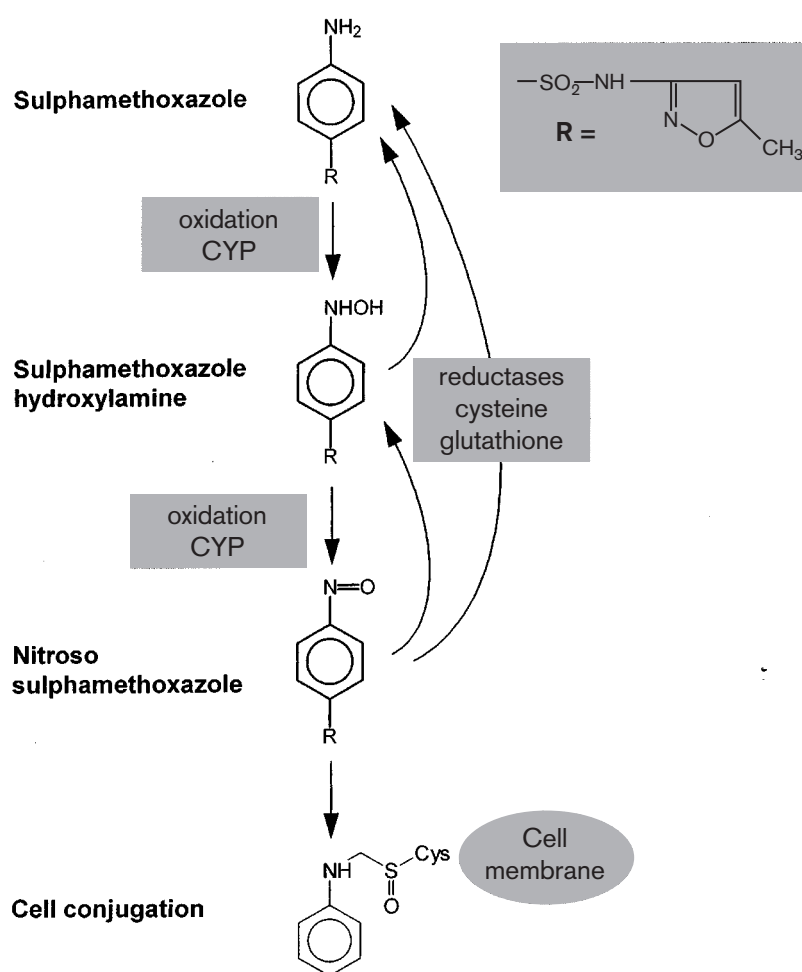 NH2
Sulphamethoxazole
R
–SO2–NH
N
O
CH3
R =
oxidation
CYP
NHOH
Sulphamethoxazole
hydroxylamine
R
reductases
cysteine
glutathione
oxidation
CYP
N=O
Nitroso
sulphamethoxazole
R
NH
S
Cys
O
Cell
membrane
Cell conjugation